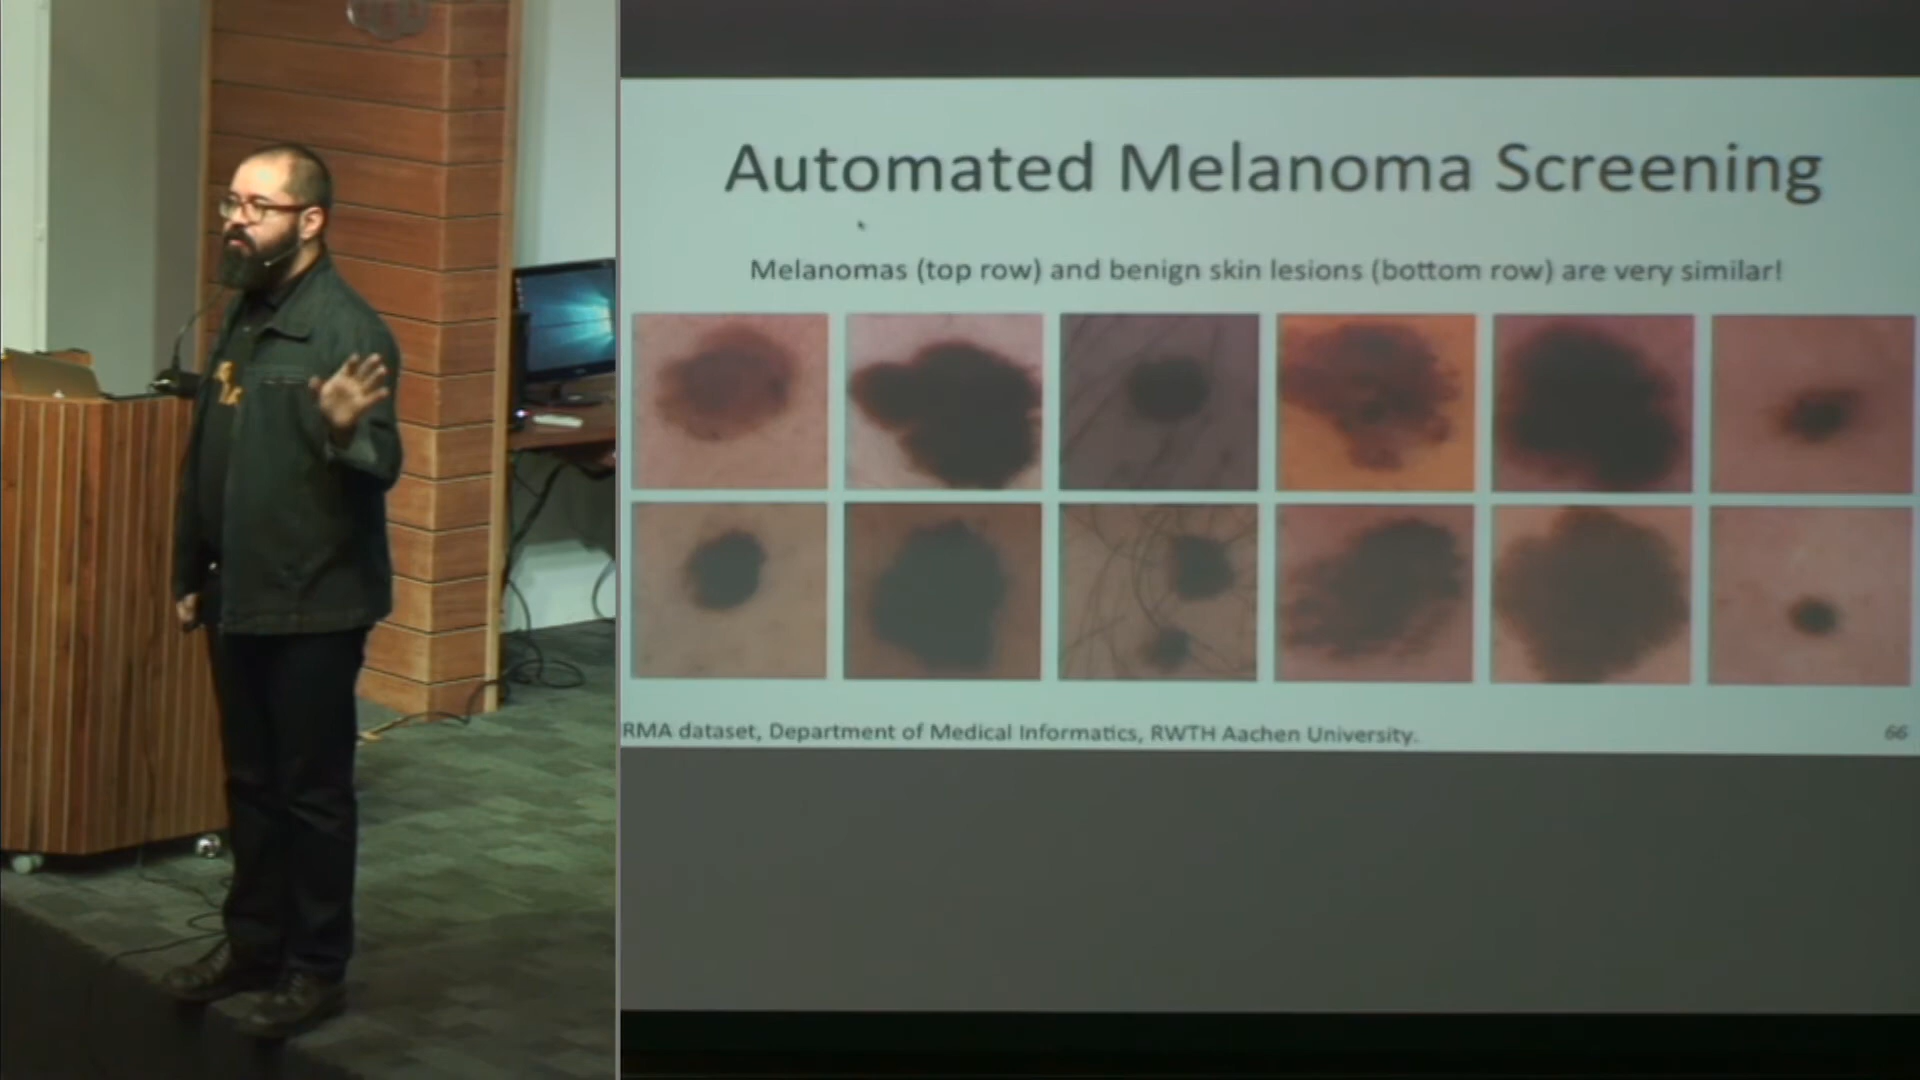 Automated Melanoma Screening
Melanomas (top row) and benign skin lesions (bottom row) are very similar!
RMA dataset, Department of Medical Informatics, RWTH Aachen University.
66